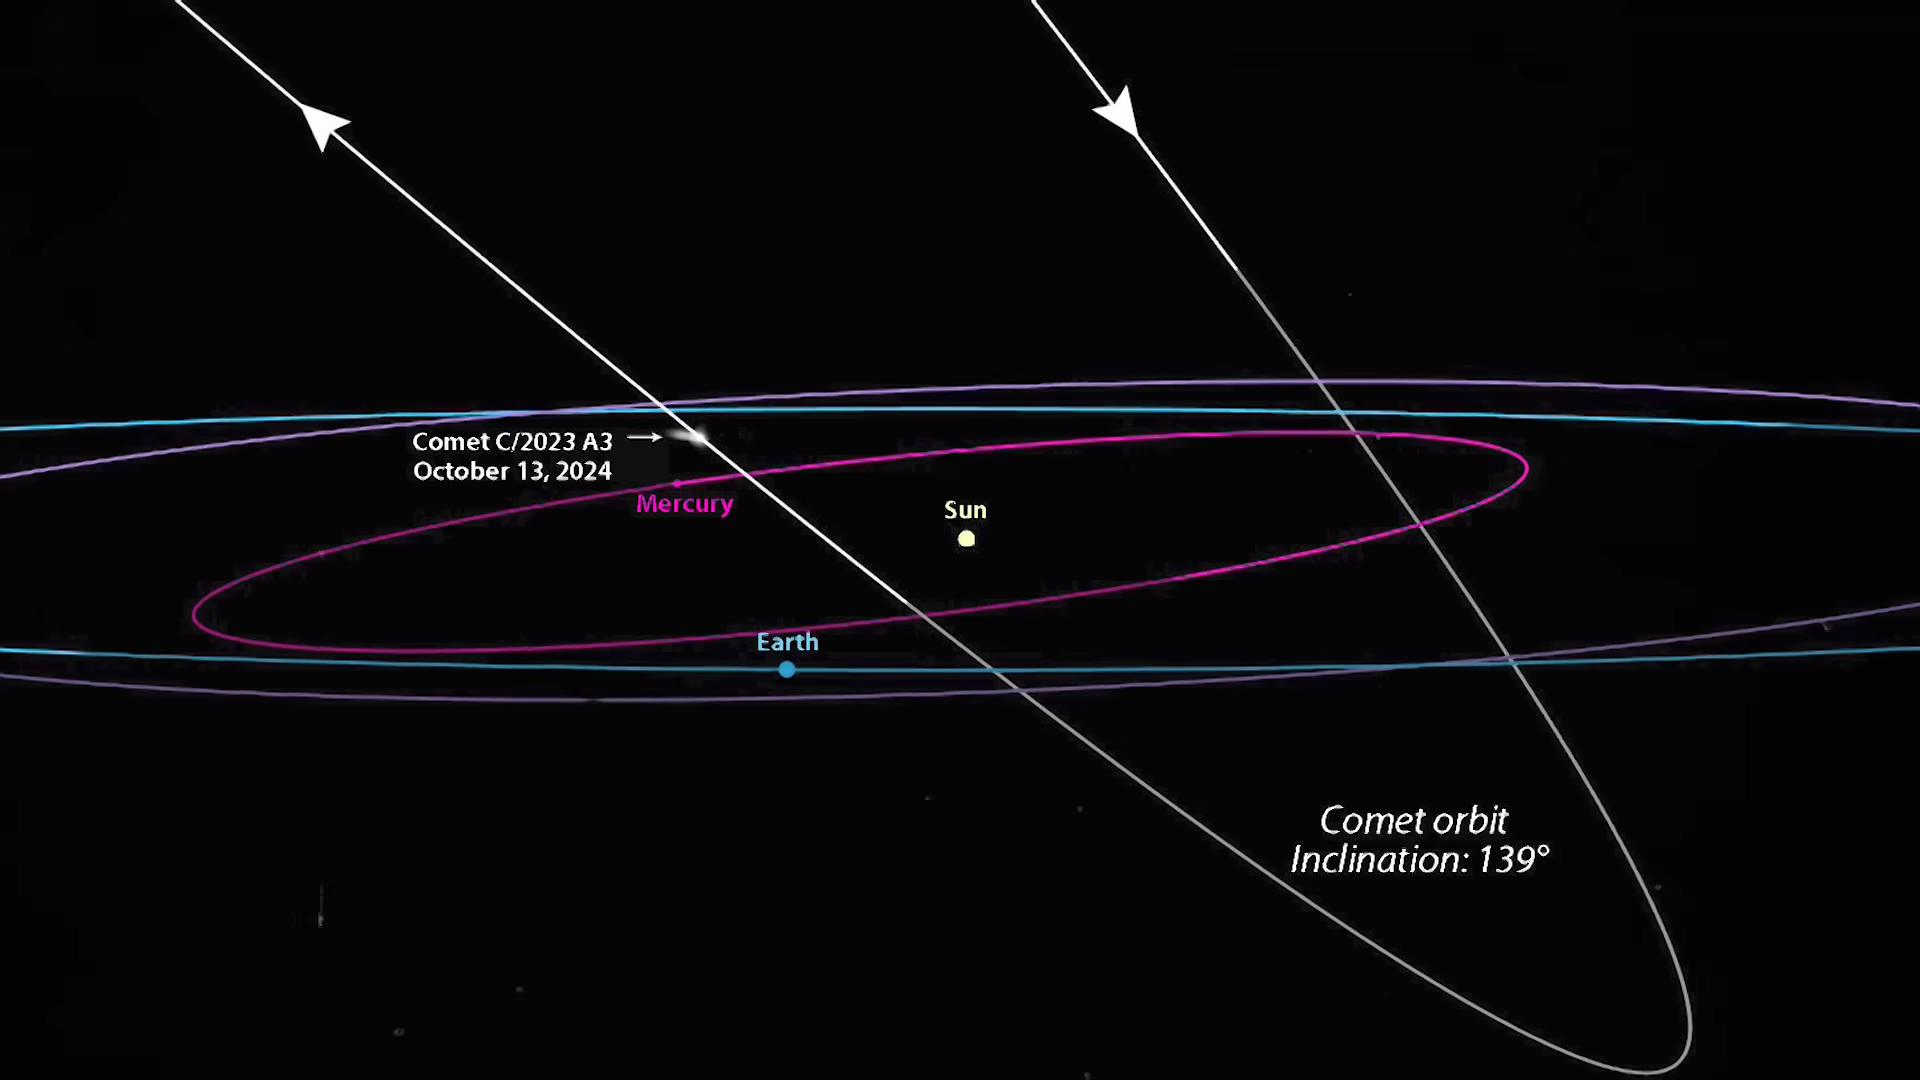 Comet C/2023 A3
October 13, 2024
Mercury
Sun
Earth
Comet orbit
Inclination: 139°